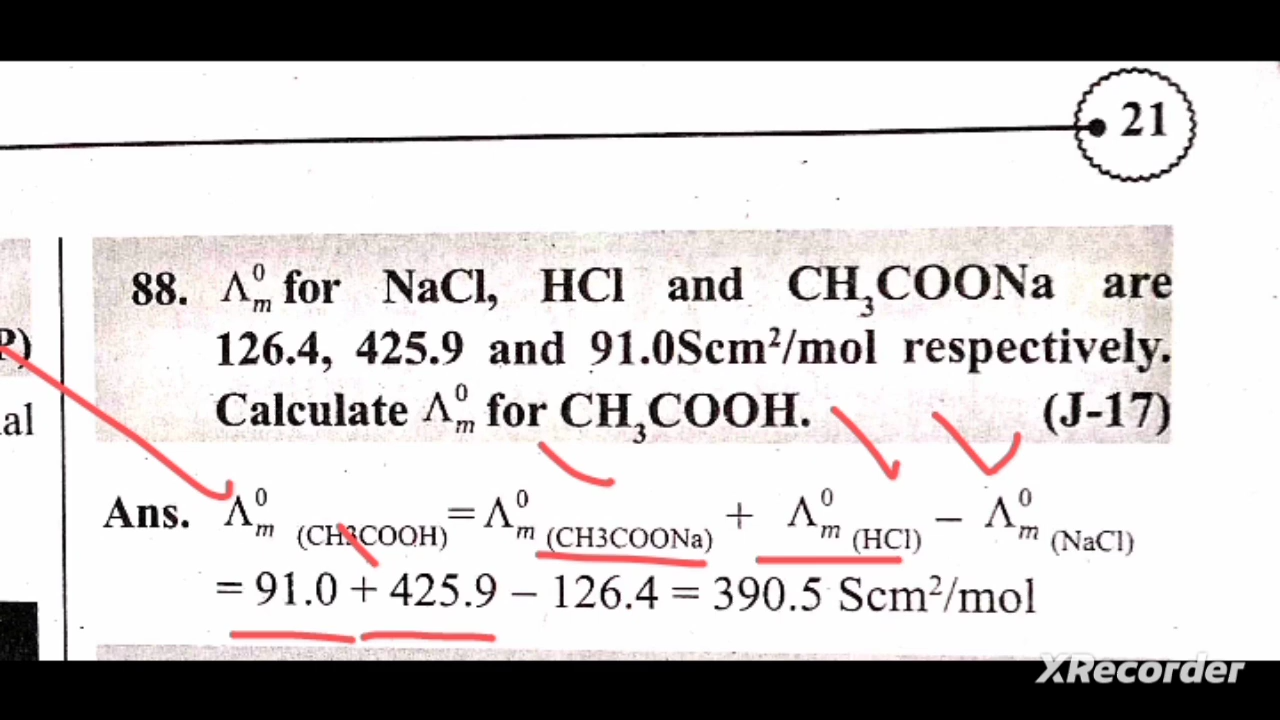 21
88. Λ⁰m for NaCl, HCl and CH₃COONa are
126.4, 425.9 and 91.0Scm²/mol respectively.
Calculate Λ⁰m for CH₃COOH. (J-17)
P)
al
Ans. Λ⁰m (CH3COOH) = Λ⁰m (CH3COONa) + Λ⁰m (HCl) − Λ⁰m (NaCl)
= 91.0 + 425.9 − 126.4 = 390.5 Scm²/mol
XRecorder